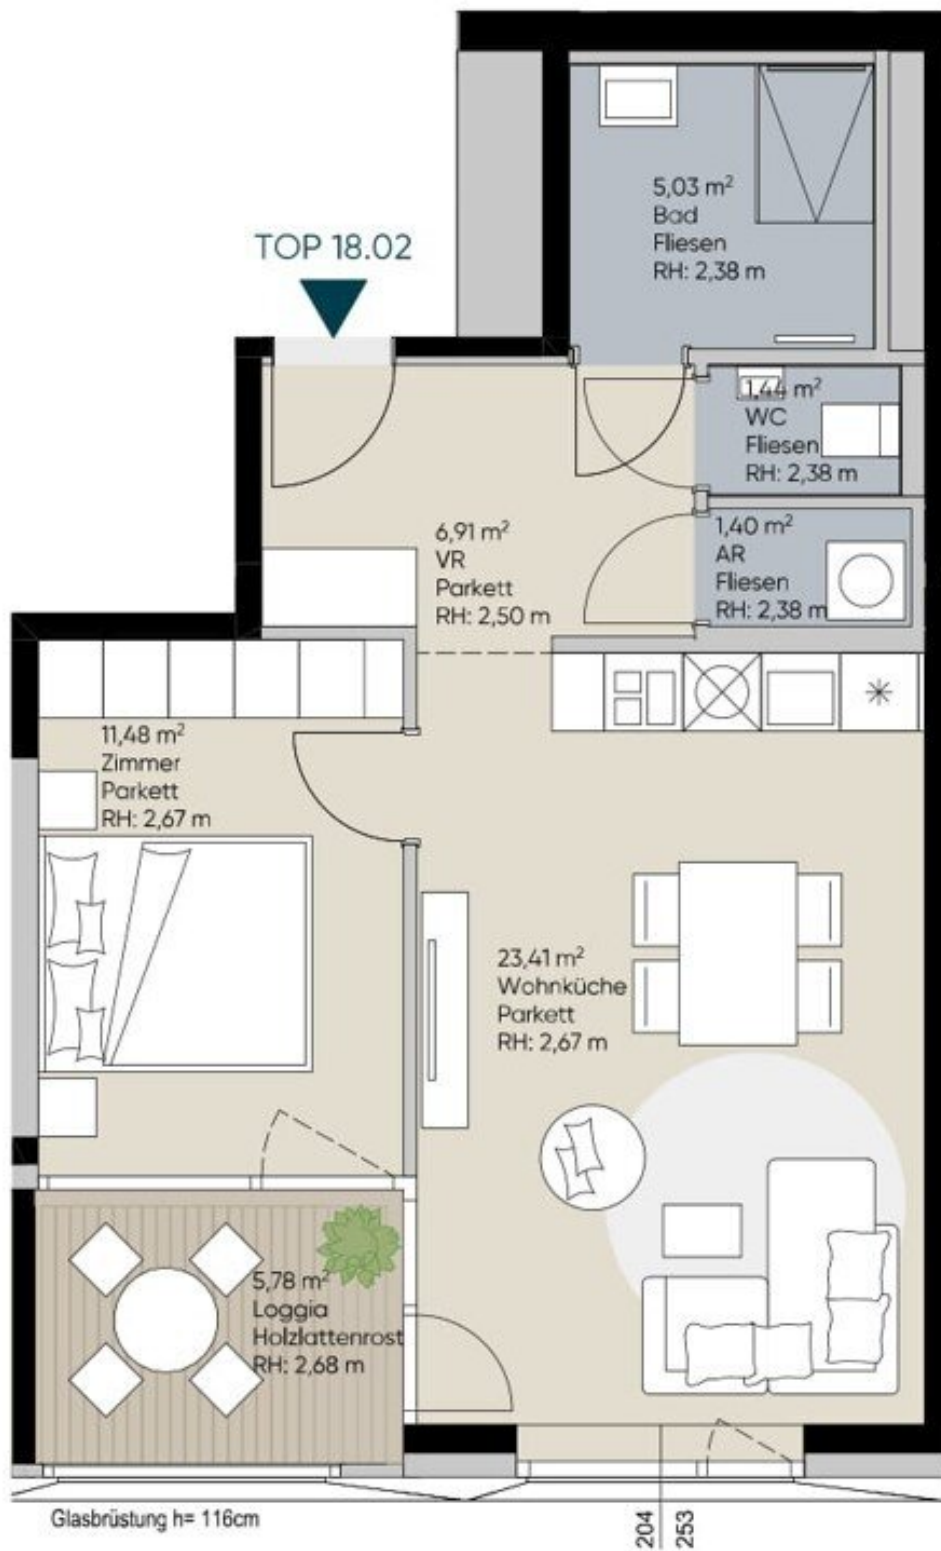 TOP 18.02
5,03 m²
Bad
Fliesen
RH: 2,38 m
1,44 m²
WC
Fliesen
RH: 2,38 m
6,91 m²
VR
Parkett
RH: 2,50 m
1,40 m²
AR
Fliesen
RH: 2,38 m
11,48 m²
Zimmer
Parkett
RH: 2,67 m
23,41 m²
Wohnküche
Parkett
RH: 2,67 m
5,78 m²
Loggia
Holzlattenrost
RH: 2,68 m
Glasbrüstung h= 116cm
204
253